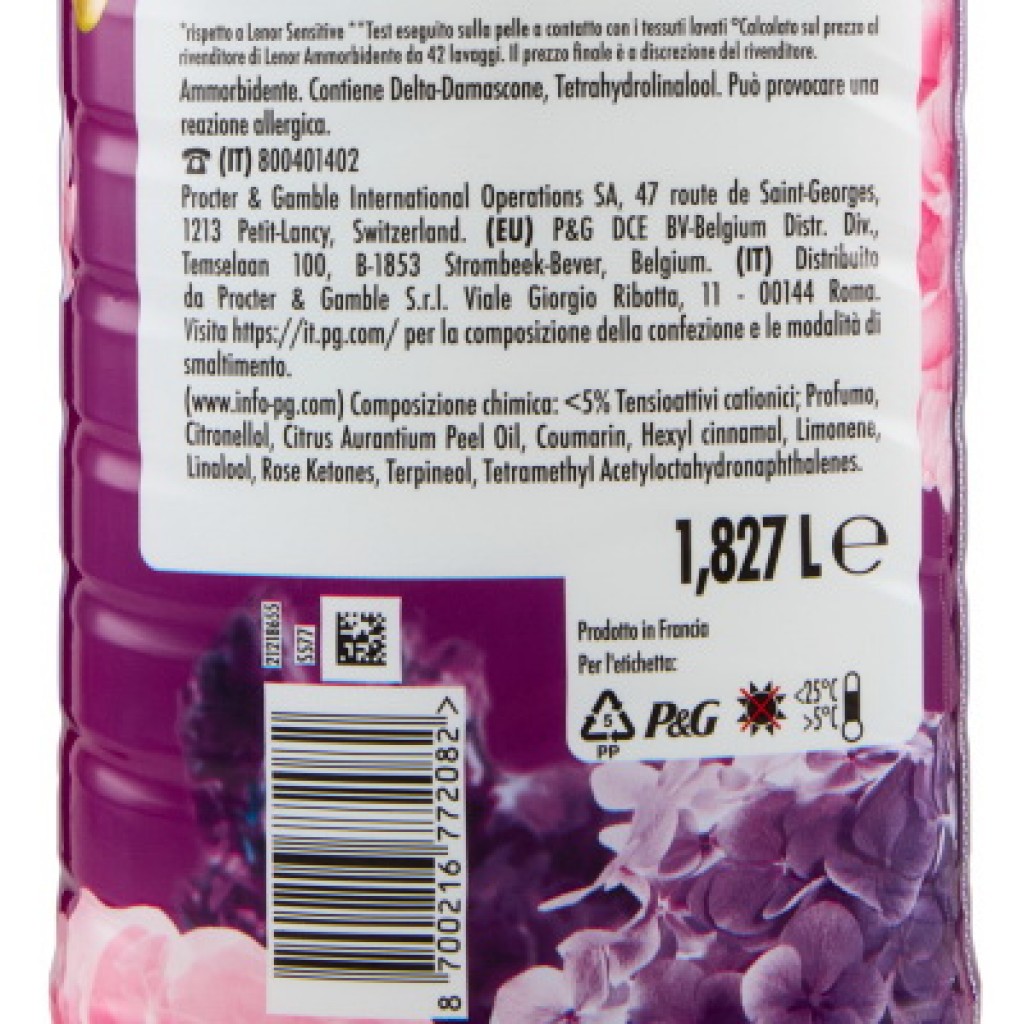 *rispetto a Lenor Sensitive **Test eseguito sulla pelle a contatto con i tessuti lavati °Calcolato sul prezzo al
rivenditore di Lenor Ammorbidente da 42 lavaggi. Il prezzo finale è a discrezione del rivenditore.
Ammorbidente. Contiene Delta-Damascone, Tetrahydrolinalool. Può provocare una
reazione allergica.
☎ (IT) 800401402
Procter & Gamble International Operations SA, 47 route de Saint-Georges,
1213 Petit-Lancy, Switzerland. (EU) P&G DCE BV-Belgium Distr. Div.,
Temselaan 100, B-1853 Strombeek-Bever, Belgium. (IT) Distribuito
da Procter & Gamble S.r.l. Viale Giorgio Ribotta, 11 - 00144 Roma.
Visita https://it.pg.com/ per la composizione della confezione e le modalità di
smaltimento.
(www.info-pg.com) Composizione chimica: <5% Tensioattivi cationici; Profumo,
Citronellol, Citrus Aurantium Peel Oil, Coumarin, Hexyl cinnamal, Limonene,
Linalool, Rose Ketones, Terpineol, Tetramethyl Acetyloctahydronaphthalenes.
1,827 L ℮
Prodotto in Francia
Per l'etichetta:
5
PP
P&G
<25°C
>5°C
21218655
5577
8 700216 772082 >